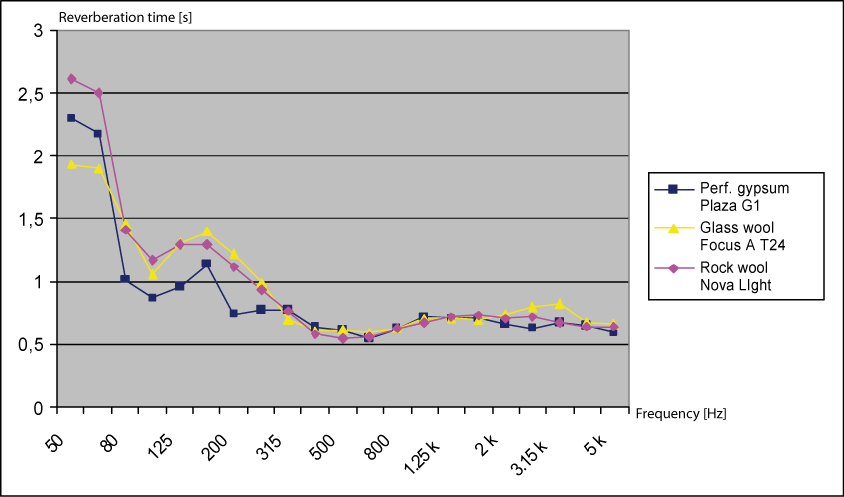 Reverberation time [s]
3
2,5
2
1,5
1
0,5
0
50
80
125
200
315
500
800
1.25 k
2 k
3.15 k
5 k
Frequency [Hz]
Perf. gypsum
Plaza G1
Glass wool
Focus A T24
Rock wool
Nova LIght